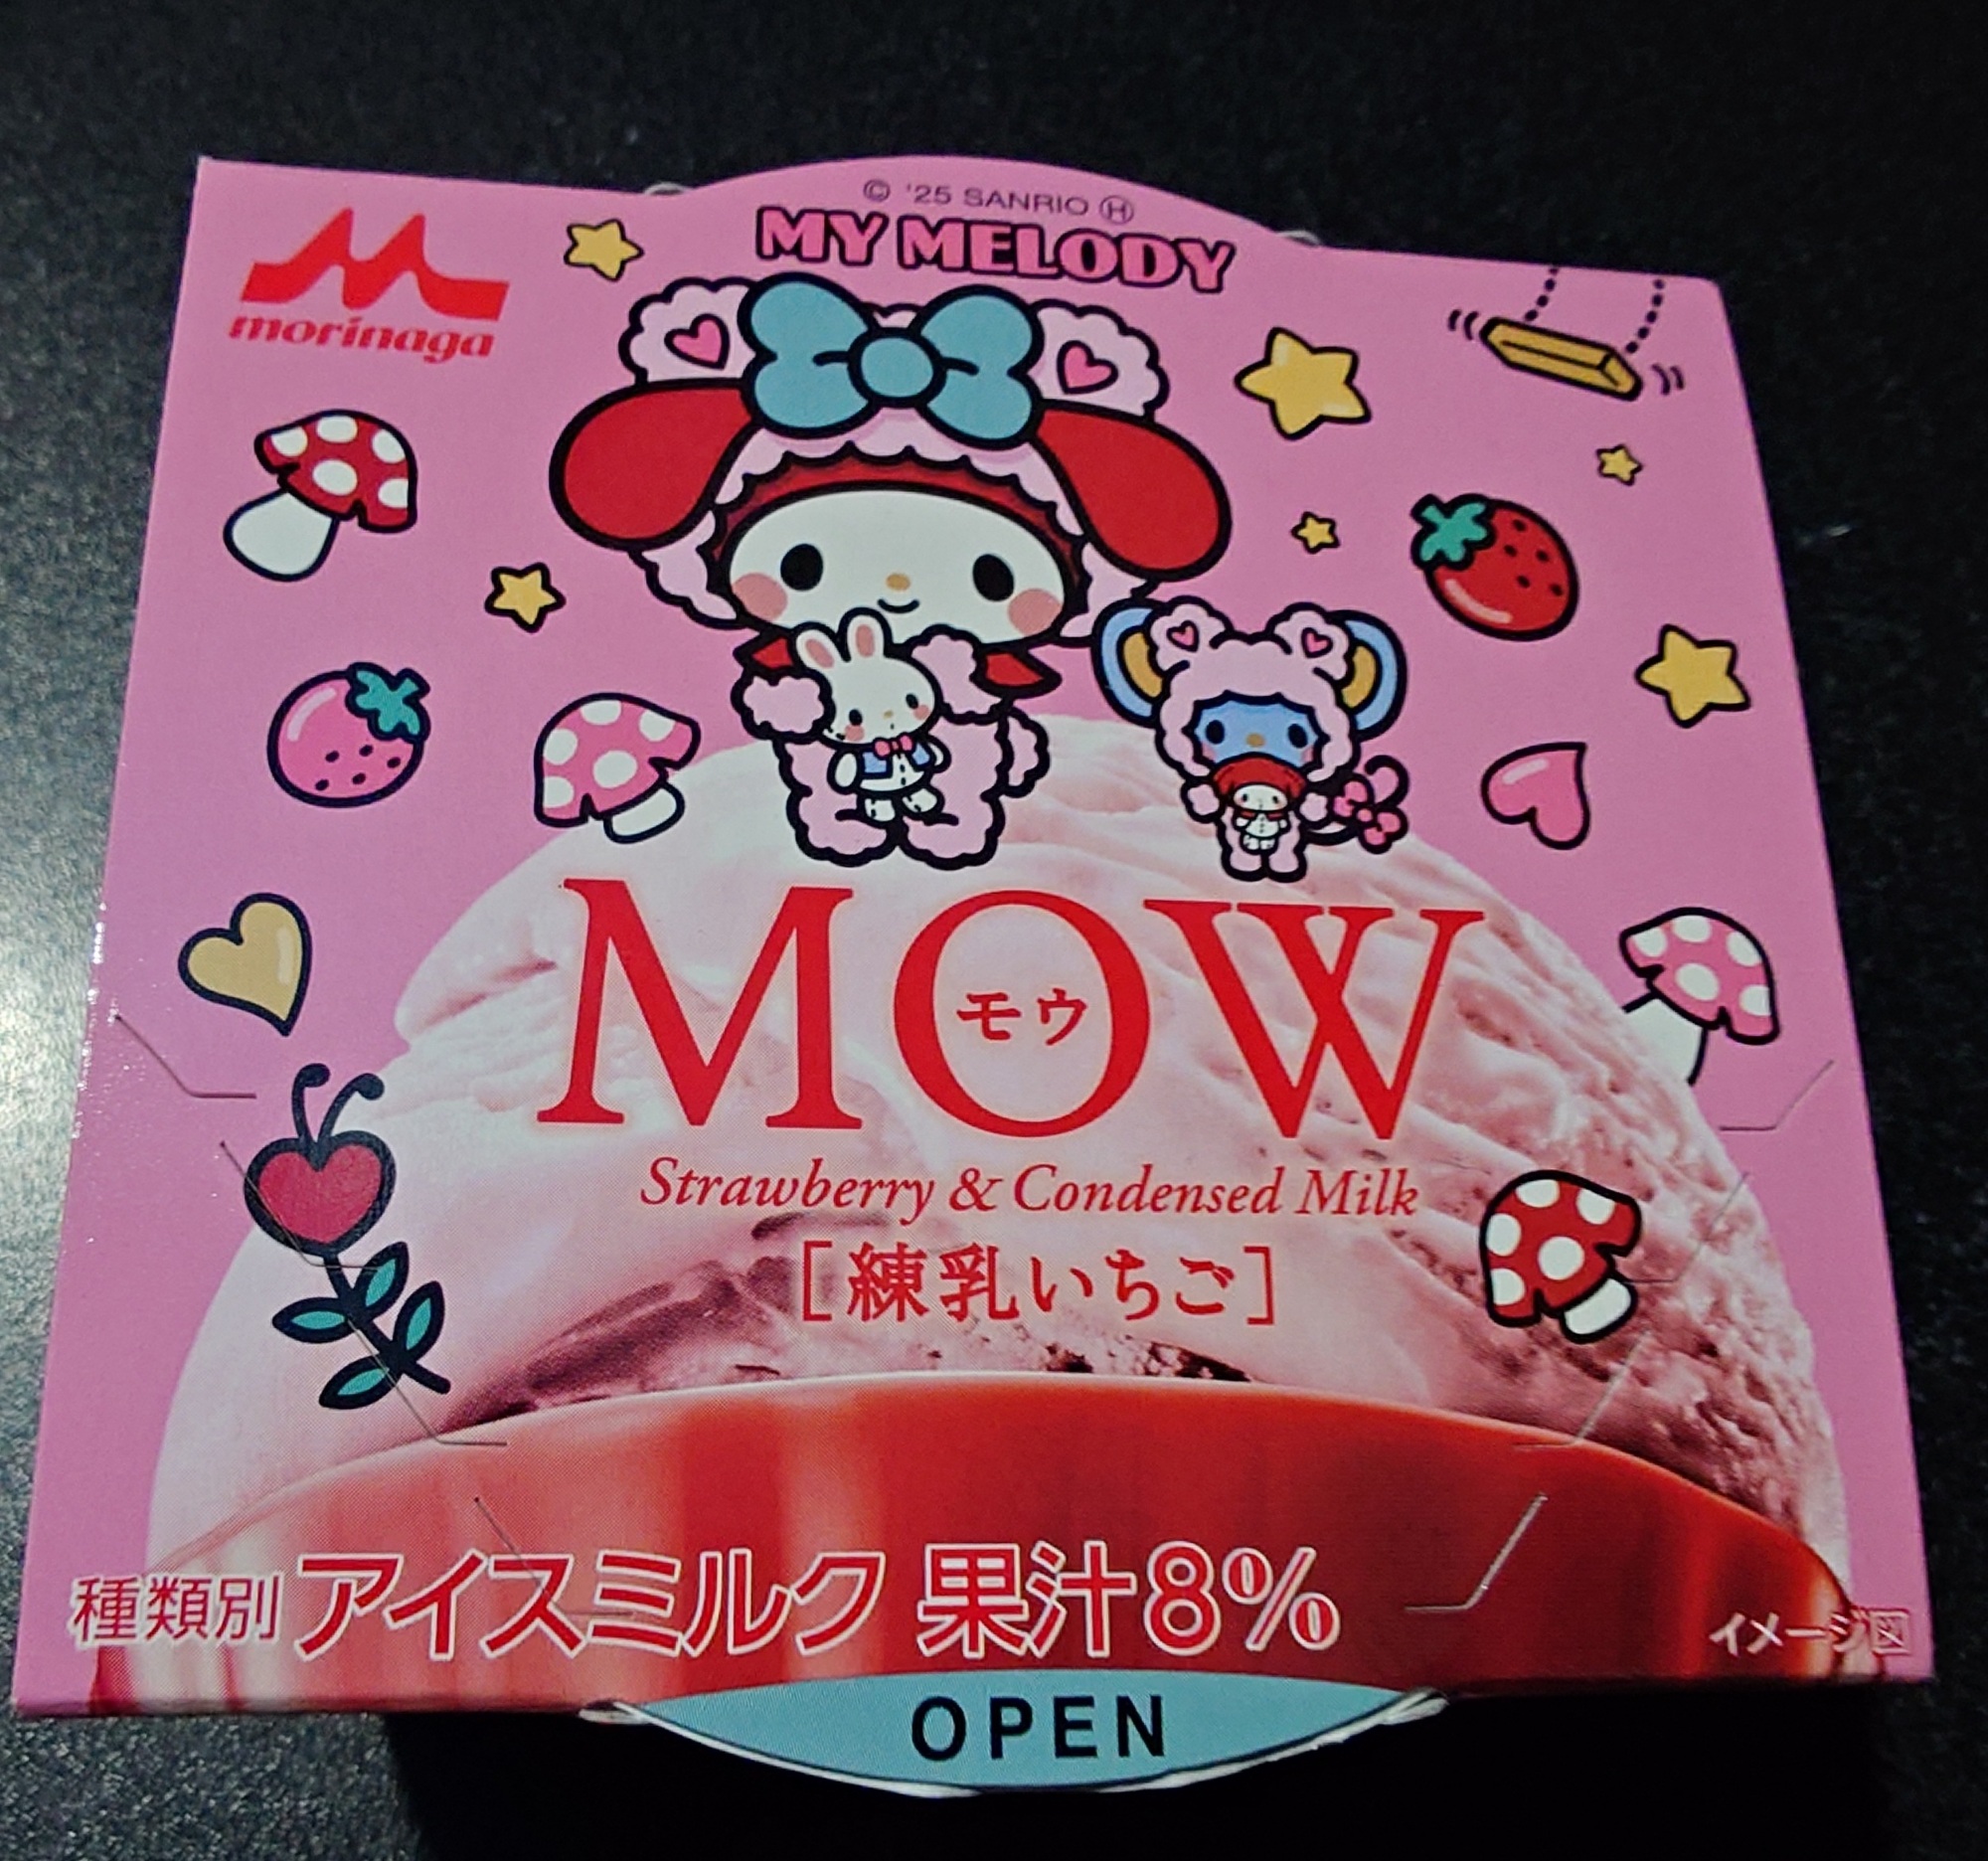 © '25 SANRIO Ⓗ
MY MELODY
morinaga
MOW
モウ
Strawberry & Condensed Milk
[練乳いちご]
種類別 アイスミルク 果汁8%
イメージ図
OPEN